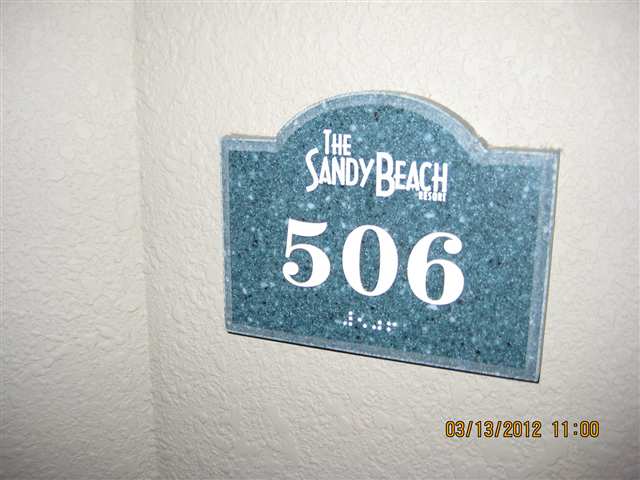 THE
SANDY BEACH
RESORT
506
⠼⠑⠚⠋
03/13/2012 11:00